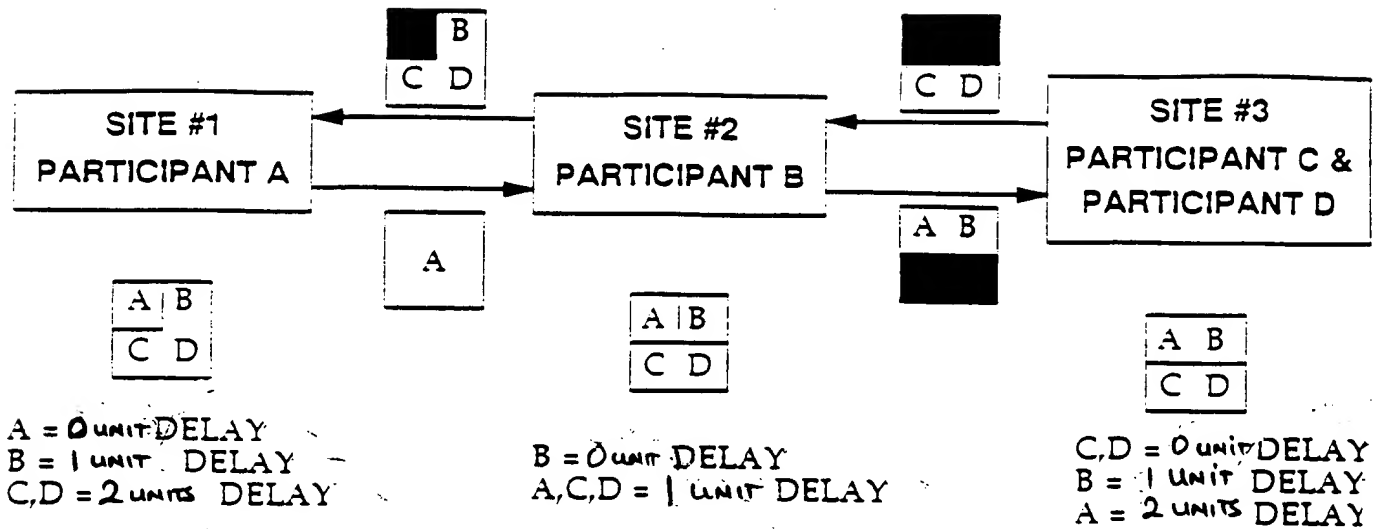 B
C D
C D
SITE #1
PARTICIPANT A
SITE #2
PARTICIPANT B
SITE #3
PARTICIPANT C &
PARTICIPANT D
A
A B
A B
C D
A B
C D
A B
C D
A = 0 UNIT DELAY
B = 1 UNIT DELAY
C,D = 2 UNITS DELAY
B = 0 UNIT DELAY
A,C,D = 1 UNIT DELAY
C,D = 0 UNIT DELAY
B = 1 UNIT DELAY
A = 2 UNITS DELAY